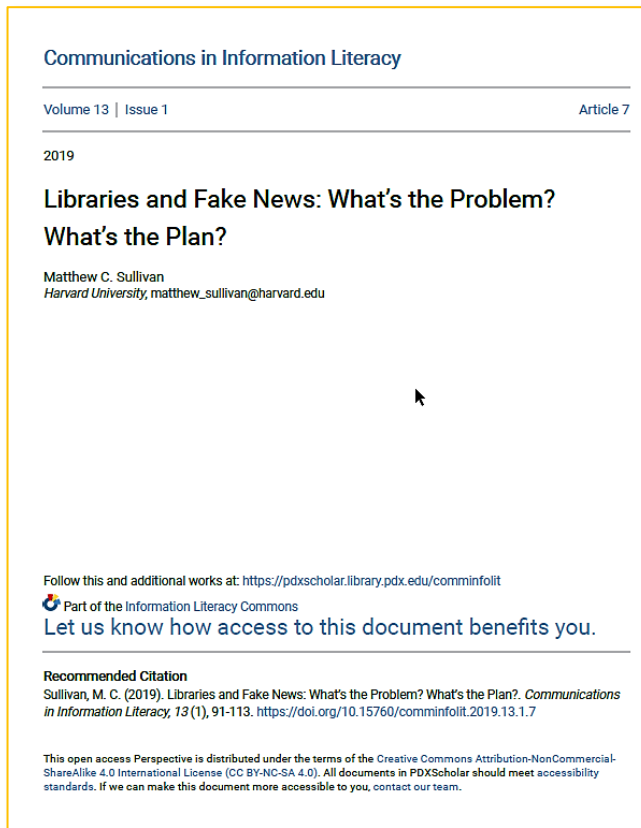 Communications in Information Literacy
Volume 13 | Issue 1 Article 7
2019
Libraries and Fake News: What's the Problem?
What's the Plan?
Matthew C. Sullivan
Harvard University, matthew_sullivan@harvard.edu
Follow this and additional works at: https://pdxscholar.library.pdx.edu/comminfolit
Part of the Information Literacy Commons
Let us know how access to this document benefits you.
Recommended Citation
Sullivan, M. C. (2019). Libraries and Fake News: What's the Problem? What's the Plan?. Communications
in Information Literacy, 13 (1), 91-113. https://doi.org/10.15760/comminfolit.2019.13.1.7
This open access Perspective is distributed under the terms of the Creative Commons Attribution-NonCommercial-
ShareAlike 4.0 International License (CC BY-NC-SA 4.0). All documents in PDXScholar should meet accessibility
standards. If we can make this document more accessible to you, contact our team.